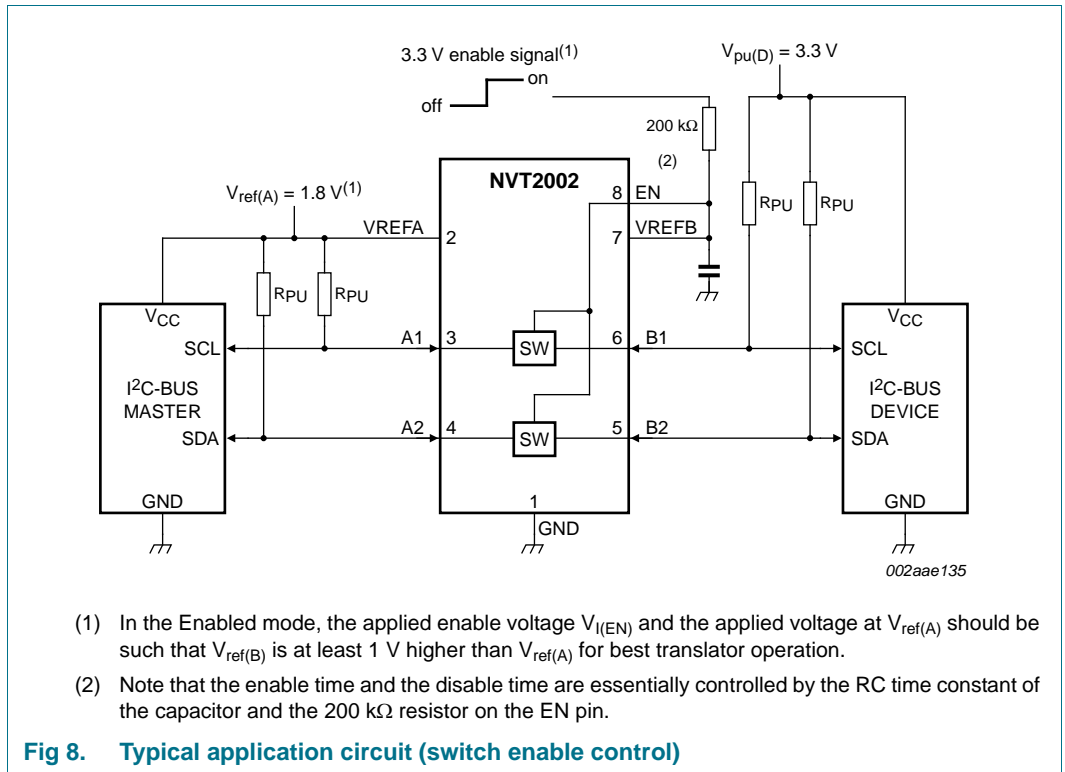 3.3 V enable signal(1)
off
on
Vpu(D) = 3.3 V
200 kΩ
(2)
NVT2002
Vref(A) = 1.8 V(1)
8 EN
RPU RPU
VREFA 2
7 VREFB
RPU RPU
VCC
VCC
SCL
A1 3
SW
6 B1
SCL
I2C-BUS
MASTER
I2C-BUS
DEVICE
SDA
A2 4
SW
5 B2
SDA
GND
1
GND
GND
002aae135
(1) In the Enabled mode, the applied enable voltage VI(EN) and the applied voltage at Vref(A) should be
such that Vref(B) is at least 1 V higher than Vref(A) for best translator operation.
(2) Note that the enable time and the disable time are essentially controlled by the RC time constant of
the capacitor and the 200 kΩ resistor on the EN pin.
Fig 8. Typical application circuit (switch enable control)